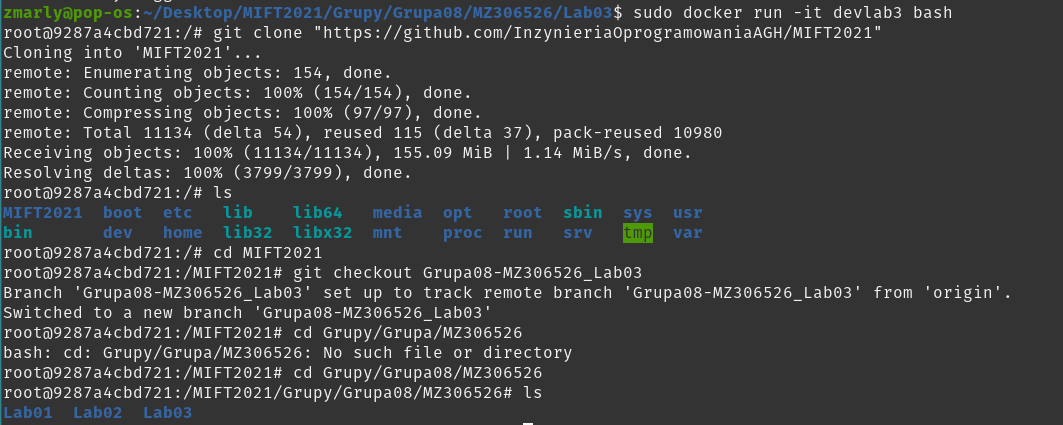 zmarly@pop-os:~/Desktop/MIFT2021/Grupy/Grupa08/MZ306526/Lab03$ sudo docker run -it devlab3 bash
root@9287a4cbd721:/# git clone "https://github.com/InzynieriaOprogramowaniaAGH/MIFT2021"
Cloning into 'MIFT2021'...
remote: Enumerating objects: 154, done.
remote: Counting objects: 100% (154/154), done.
remote: Compressing objects: 100% (97/97), done.
remote: Total 11134 (delta 54), reused 115 (delta 37), pack-reused 10980
Receiving objects: 100% (11134/11134), 155.09 MiB | 1.14 MiB/s, done.
Resolving deltas: 100% (3799/3799), done.
root@9287a4cbd721:/# ls
MIFT2021  boot  etc   lib    lib64   media  opt   root  sbin  sys  usr
bin       dev   home  lib32  libx32  mnt    proc  run   srv   tmp  var
root@9287a4cbd721:/# cd MIFT2021
root@9287a4cbd721:/MIFT2021# git checkout Grupa08-MZ306526_Lab03
Branch 'Grupa08-MZ306526_Lab03' set up to track remote branch 'Grupa08-MZ306526_Lab03' from 'origin'.
Switched to a new branch 'Grupa08-MZ306526_Lab03'
root@9287a4cbd721:/MIFT2021# cd Grupy/Grupa/MZ306526
bash: cd: Grupy/Grupa/MZ306526: No such file or directory
root@9287a4cbd721:/MIFT2021# cd Grupy/Grupa08/MZ306526
root@9287a4cbd721:/MIFT2021/Grupy/Grupa08/MZ306526# ls
Lab01  Lab02  Lab03